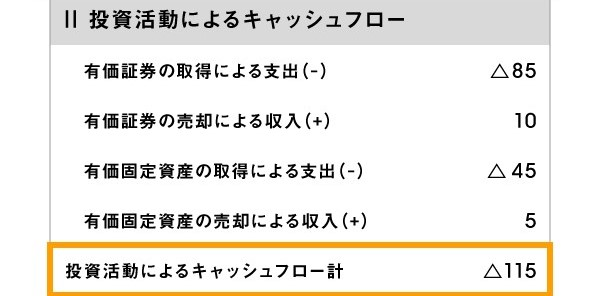 II 投資活動によるキャッシュフロー
有価証券の取得による支出(-) △85
有価証券の売却による収入(+) 10
有価固定資産の取得による支出(-) △45
有価固定資産の売却による収入(+) 5
投資活動によるキャッシュフロー計 △115